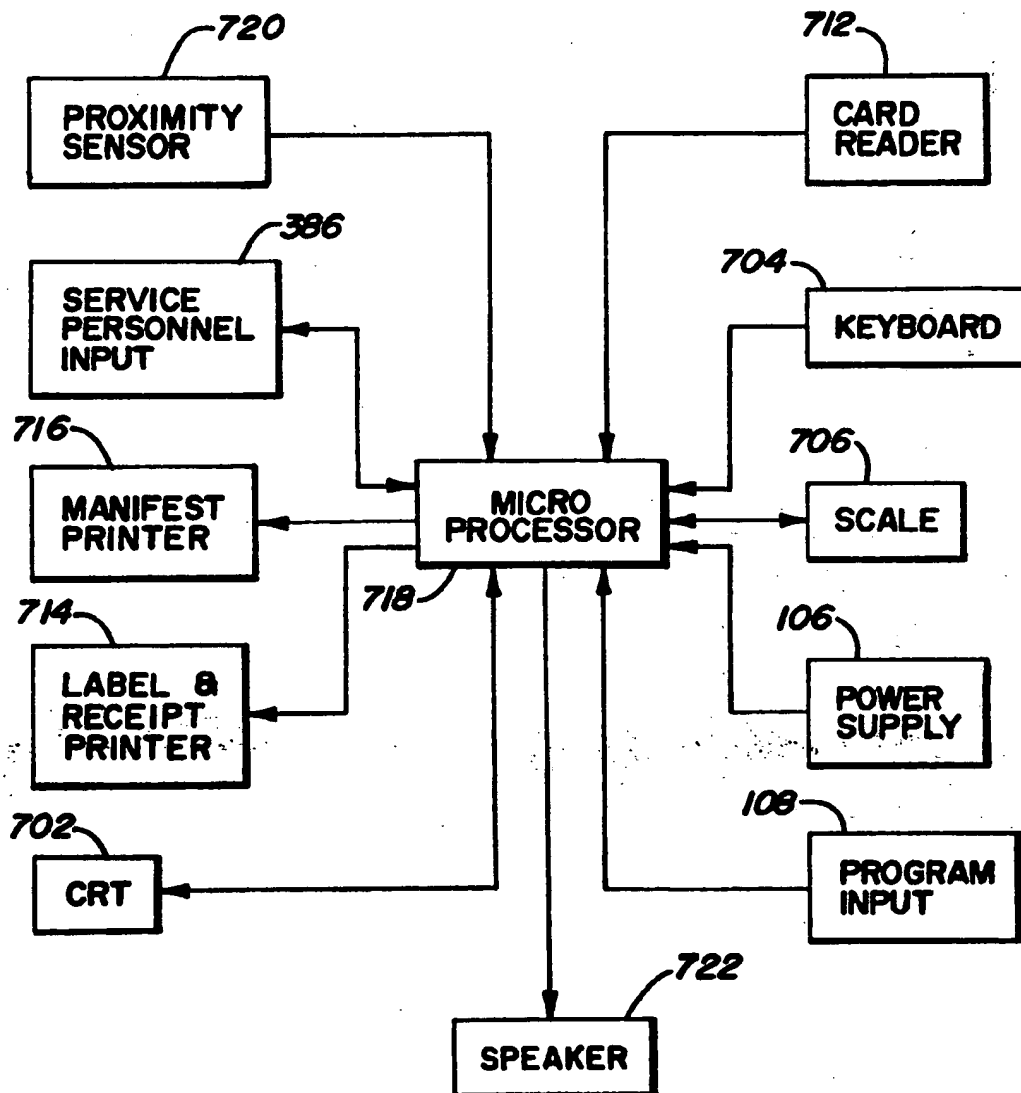 720
PROXIMITY
SENSOR
712
CARD
READER
386
SERVICE
PERSONNEL
INPUT
704
KEYBOARD
716
MANIFEST
PRINTER
MICRO
PROCESSOR
718
706
SCALE
714
LABEL &
RECEIPT
PRINTER
106
POWER
SUPPLY
702
CRT
108
PROGRAM
INPUT
722
SPEAKER